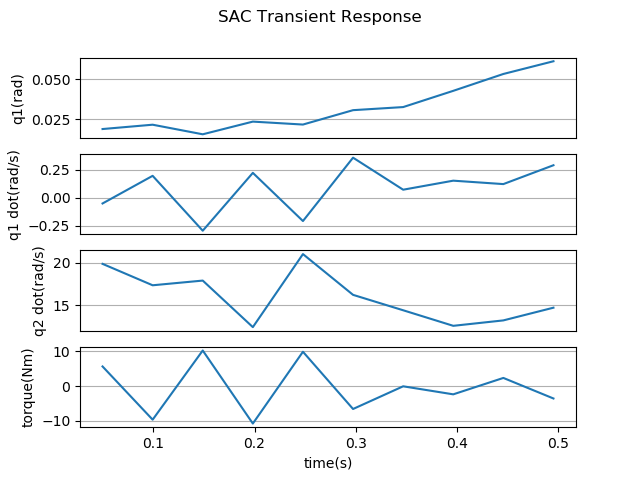 SAC Transient Response
q1(rad)
0.050
0.025
q1 dot(rad/s)
0.25
0.00
−0.25
q2 dot(rad/s)
20
15
torque(Nm)
10
0
−10
0.1 0.2 0.3 0.4 0.5
time(s)